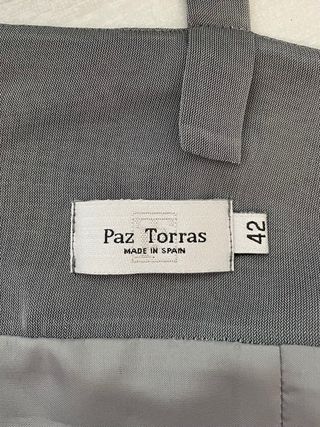 Paz Torras
MADE IN SPAIN
42